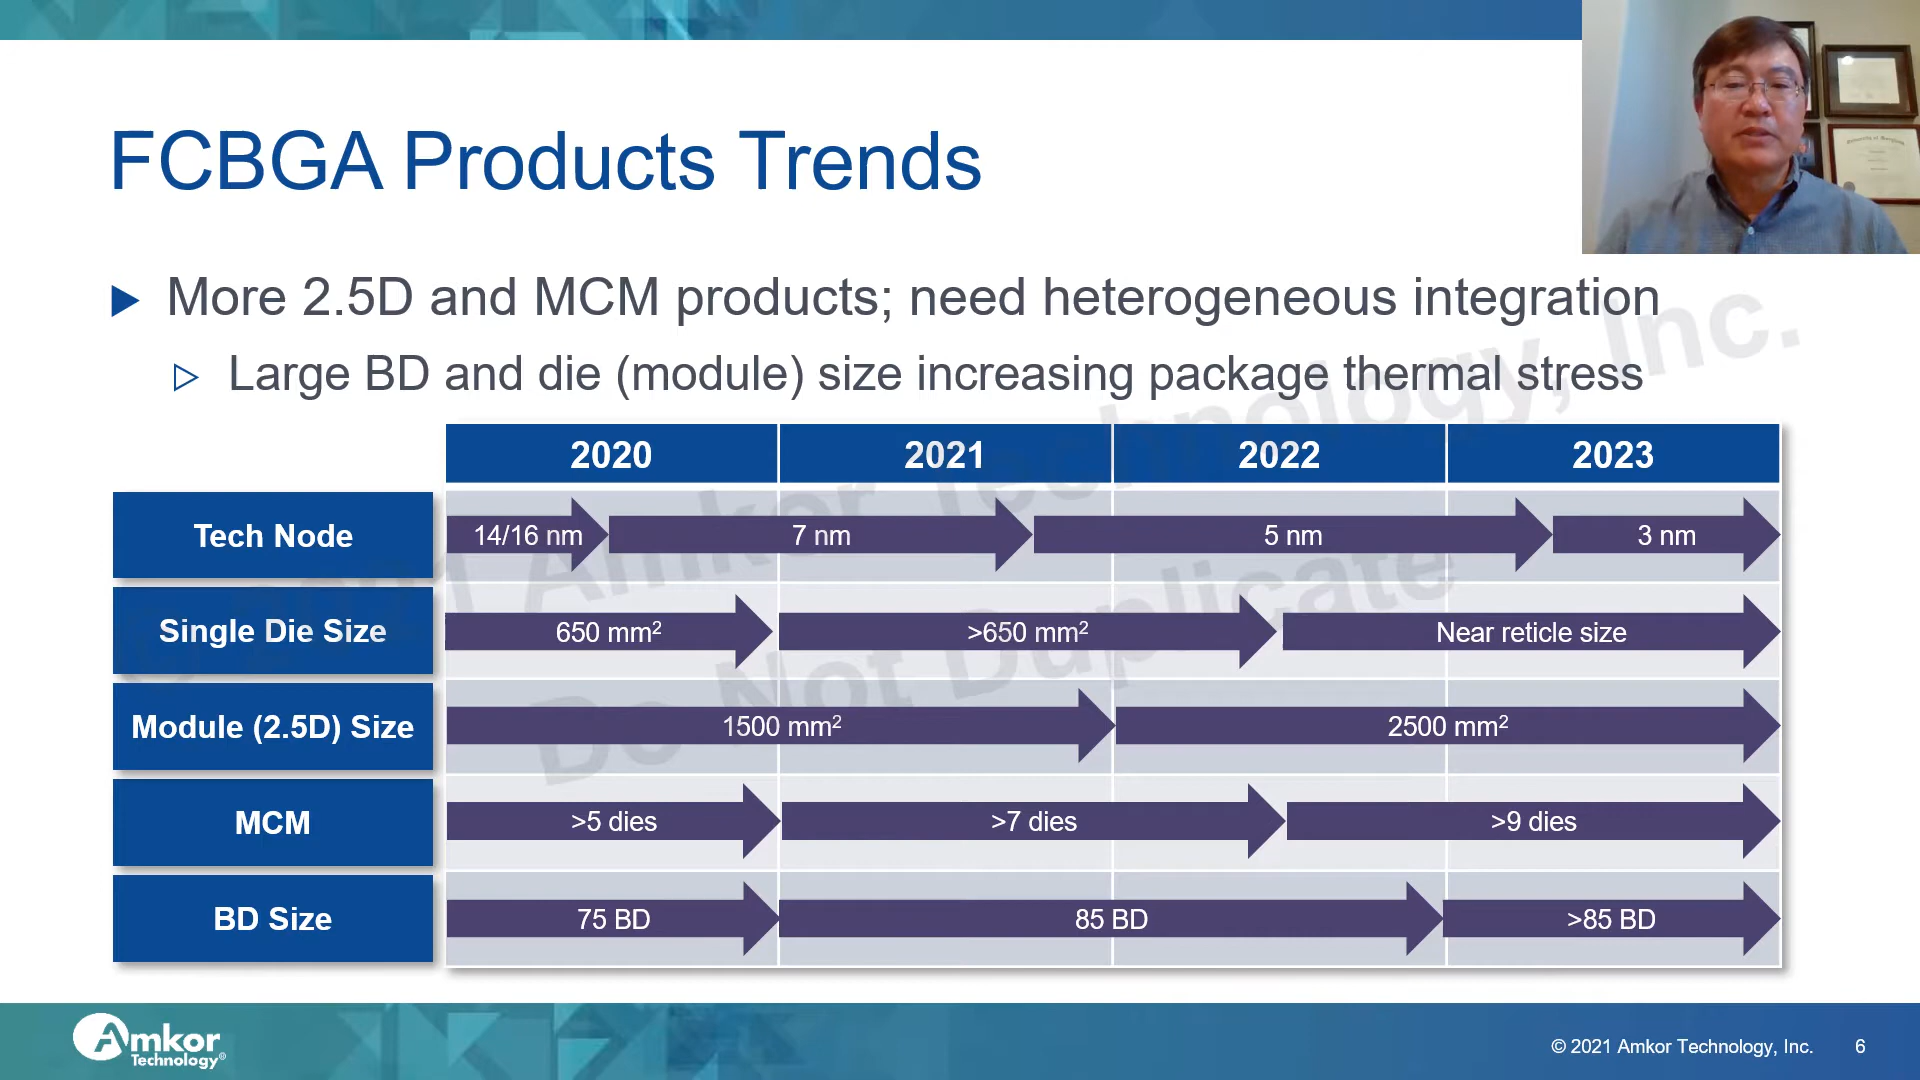 FCBGA Products Trends
More 2.5D and MCM products; need heterogeneous integration
Large BD and die (module) size increasing package thermal stress
2020 2021 2022 2023
Tech Node 14/16 nm 7 nm 5 nm 3 nm
Single Die Size 650 mm² >650 mm² Near reticle size
Module (2.5D) Size 1500 mm² 2500 mm²
MCM >5 dies >7 dies >9 dies
BD Size 75 BD 85 BD >85 BD
© 2021 Amkor Technology, Inc.
Do Not Duplicate
Amkor
Technology®
© 2021 Amkor Technology, Inc. 6